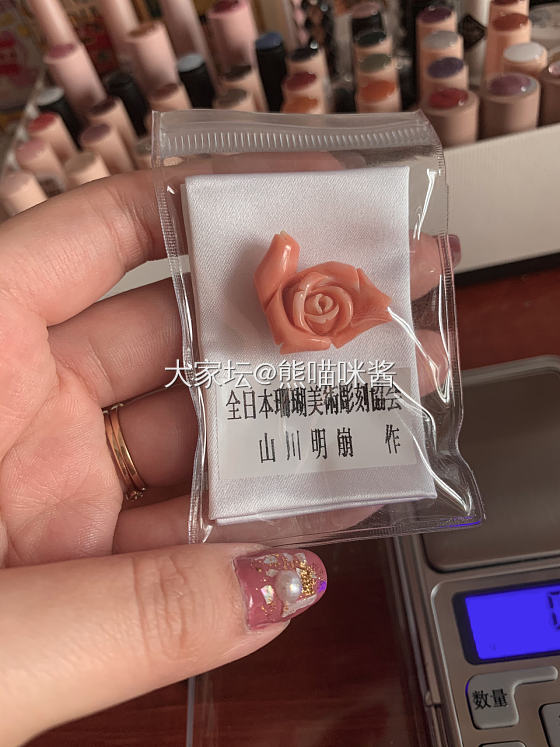 大家坛@熊喵咪酱
全日本珊瑚美術彫刻協会
山川明崩 作
数量